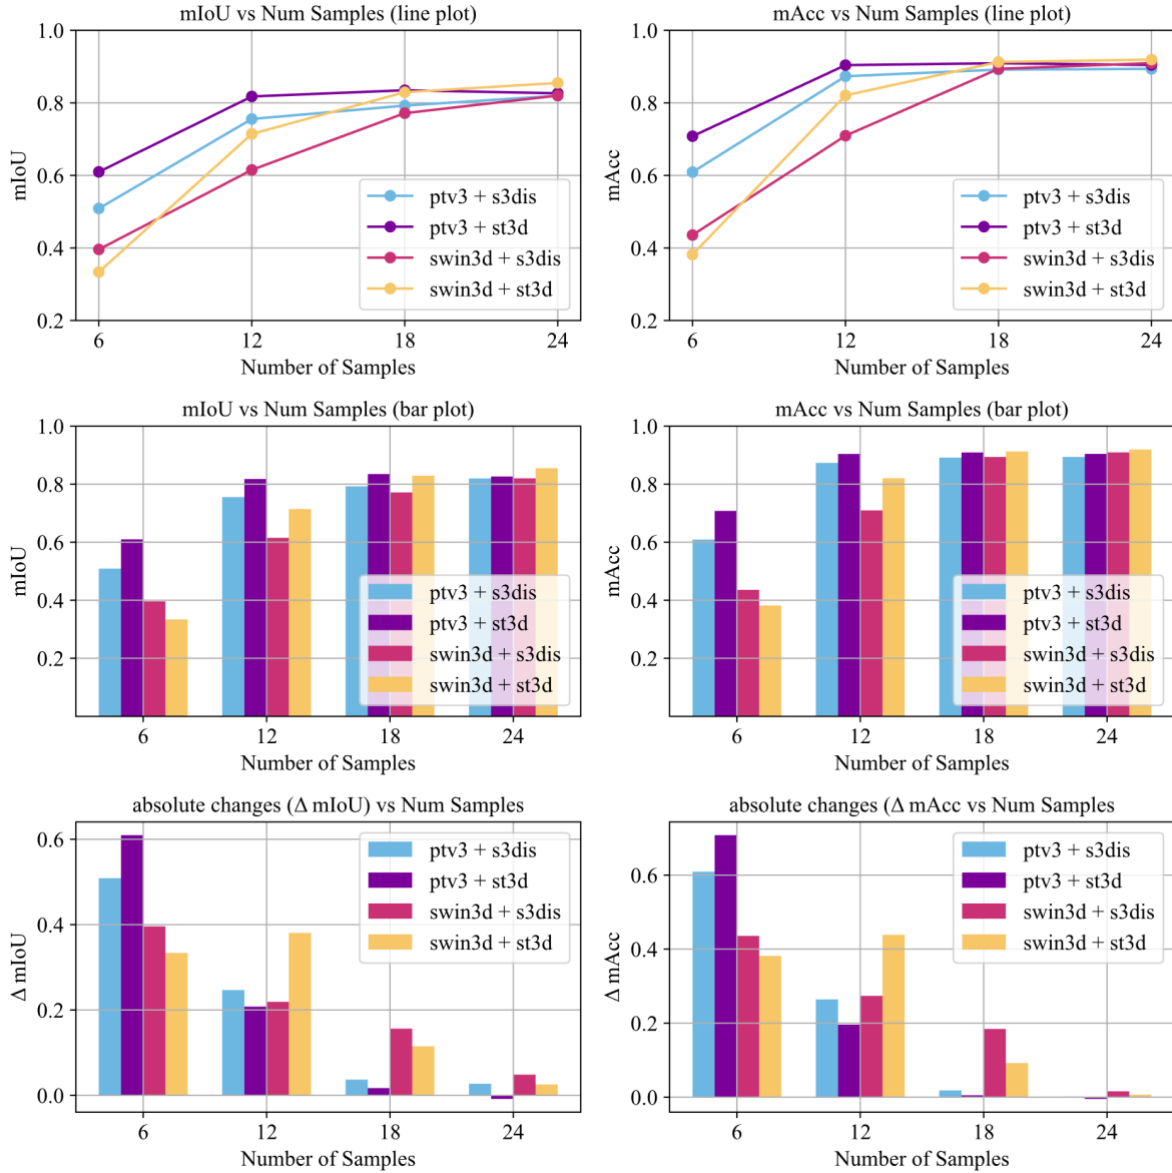 mIoU vs Num Samples (line plot)
1.0
0.8
0.6
0.4
0.2
mIoU
6 12 18 24
Number of Samples
ptv3 + s3dis
ptv3 + st3d
swin3d + s3dis
swin3d + st3d
mAcc vs Num Samples (line plot)
1.0
0.8
0.6
0.4
0.2
mAcc
6 12 18 24
Number of Samples
ptv3 + s3dis
ptv3 + st3d
swin3d + s3dis
swin3d + st3d
mIoU vs Num Samples (bar plot)
1.0
0.8
0.6
0.4
0.2
mIoU
6 12 18 24
Number of Samples
ptv3 + s3dis
ptv3 + st3d
swin3d + s3dis
swin3d + st3d
mAcc vs Num Samples (bar plot)
1.0
0.8
0.6
0.4
0.2
mAcc
6 12 18 24
Number of Samples
ptv3 + s3dis
ptv3 + st3d
swin3d + s3dis
swin3d + st3d
absolute changes (Δ mIoU) vs Num Samples
0.6
0.4
0.2
0.0
Δ mIoU
6 12 18 24
Number of Samples
ptv3 + s3dis
ptv3 + st3d
swin3d + s3dis
swin3d + st3d
absolute changes (Δ mAcc vs Num Samples
0.6
0.4
0.2
0.0
Δ mAcc
6 12 18 24
Number of Samples
ptv3 + s3dis
ptv3 + st3d
swin3d + s3dis
swin3d + st3d